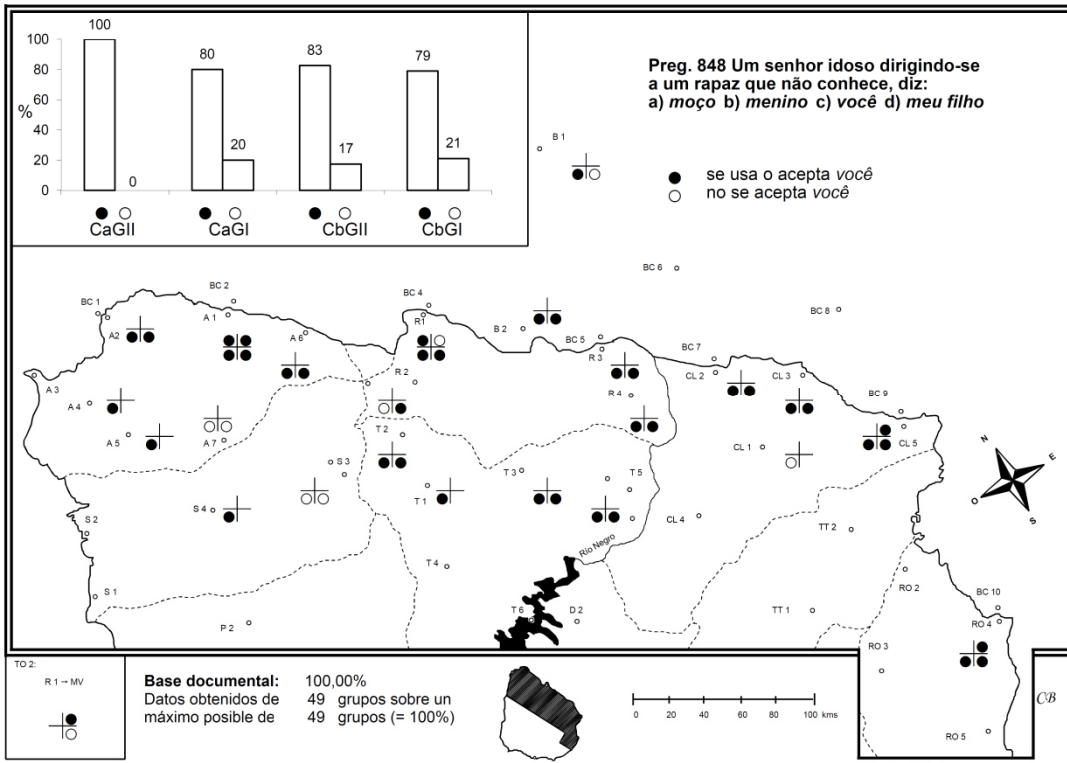 100
100
80
60
%
40
20
0
0
80
20
83
17
79
21
CaGII
CaGI
CbGII
CbGI
Preg. 848 Um senhor idoso dirigindo-se
a um rapaz que não conhece, diz:
a) moço b) menino c) você d) meu filho
se usa o acepta você
no se acepta você
B 1
BC 6
BC 8
BC 1
BC 2
BC 4
A 1
A2
A 6
R1
B 2
BC 5
R 3
BC 7
CL 2
CL 3
A 3
A 4
R 2
R 4
BC 9
A 5
A 7
T 2
CL 1
CL 5
S 3
T 3
T 5
T 1
S 4
S 2
CL 4
TT 2
Rio Negro
T 4
S 1
RO 2
P 2
T 6
D 2
TT 1
BC 10
RO 4
RO 3
RO 5
N
E
O
S
TO 2:
R 1 → MV
Base documental: 100,00%
Datos obtenidos de 49 grupos sobre un
máximo posible de 49 grupos (= 100%)
0 20 40 60 80 100
kms
CB